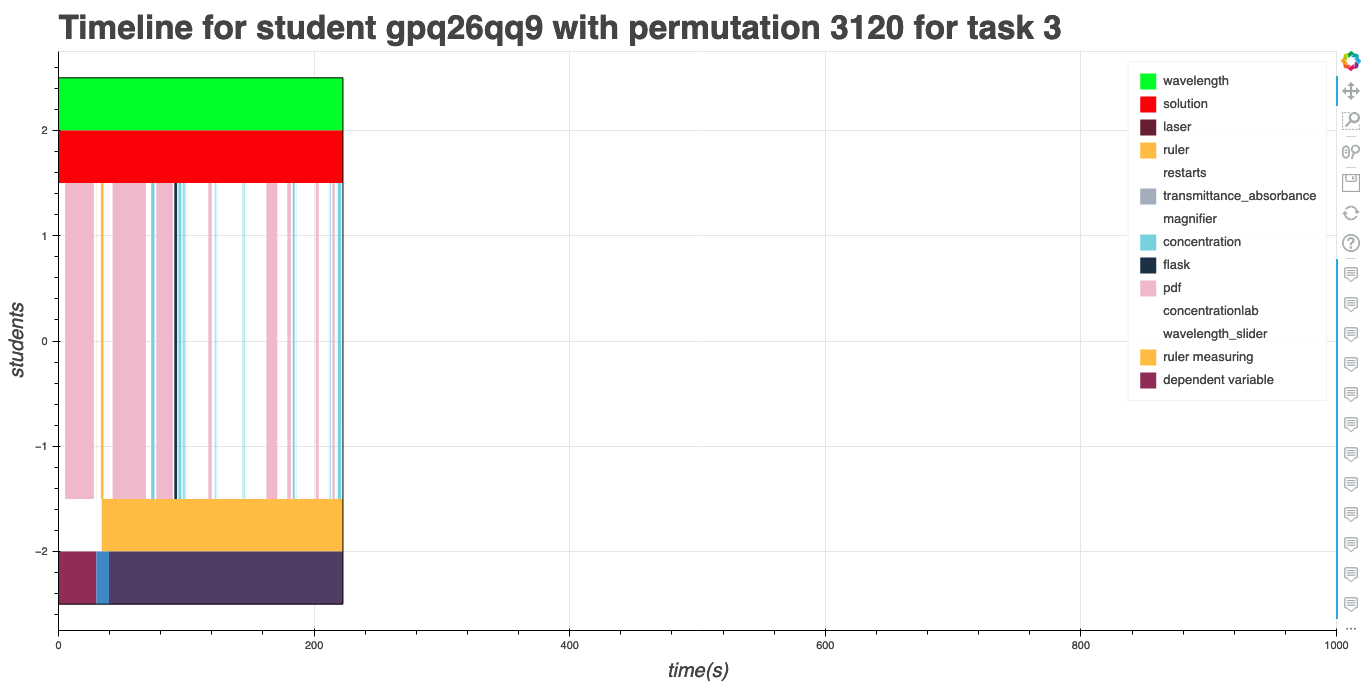 Timeline for student gpq26qq9 with permutation 3120 for task 3
wavelength
solution
laser
ruler
restarts
transmittance_absorbance
magnifier
concentration
flask
pdf
concentrationlab
wavelength_slider
ruler measuring
dependent variable
students
2
1
0
−1
−2
0
200
400
600
800
1000
time(s)